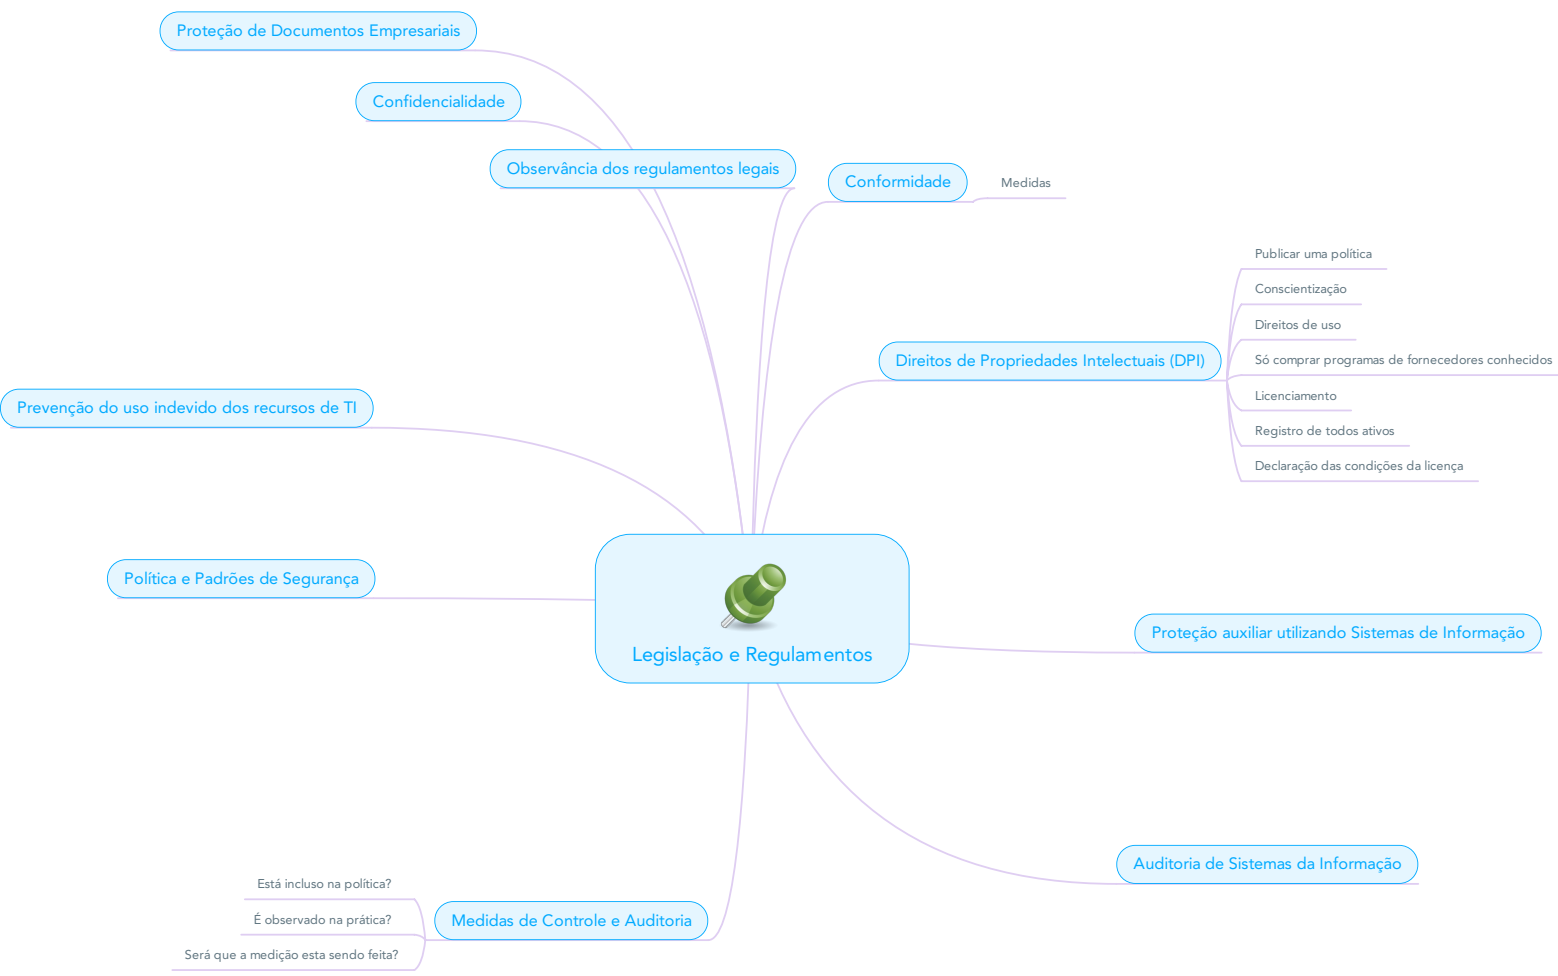 Proteção de Documentos Empresariais
Confidencialidade
Observância dos regulamentos legais
Conformidade
Medidas
Publicar uma política
Conscientização
Direitos de uso
Direitos de Propriedades Intelectuais (DPI)
Só comprar programas de fornecedores conhecidos
Licenciamento
Registro de todos ativos
Declaração das condições da licença
Prevenção do uso indevido dos recursos de TI
Política e Padrões de Segurança
Legislação e Regulamentos
Proteção auxiliar utilizando Sistemas de Informação
Auditoria de Sistemas da Informação
Está incluso na política?
É observado na prática?
Será que a medição esta sendo feita?
Medidas de Controle e Auditoria